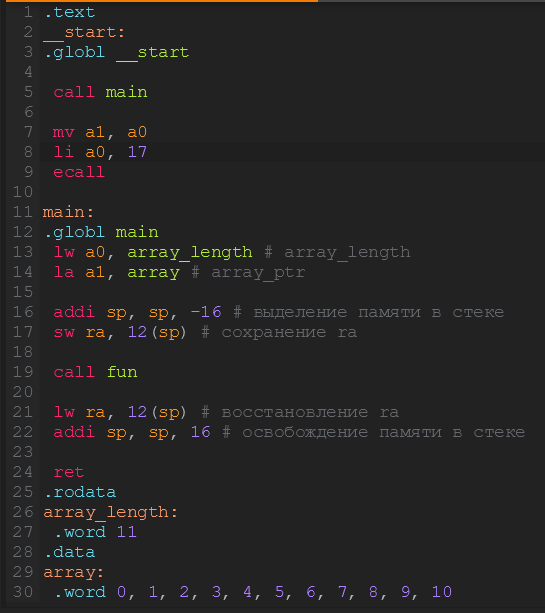 1 .text
2 __start:
3 .globl __start
4
5 call main
6
7 mv a1, a0
8 li a0, 17
9 ecall
10
11 main:
12 .globl main
13 lw a0, array_length # array_length
14 la a1, array # array_ptr
15
16 addi sp, sp, -16 # выделение памяти в стеке
17 sw ra, 12(sp) # сохранение ra
18
19 call fun
20
21 lw ra, 12(sp) # восстановление ra
22 addi sp, sp, 16 # освобождение памяти в стеке
23
24 ret
25 .rodata
26 array_length:
27 .word 11
28 .data
29 array:
30 .word 0, 1, 2, 3, 4, 5, 6, 7, 8, 9, 10